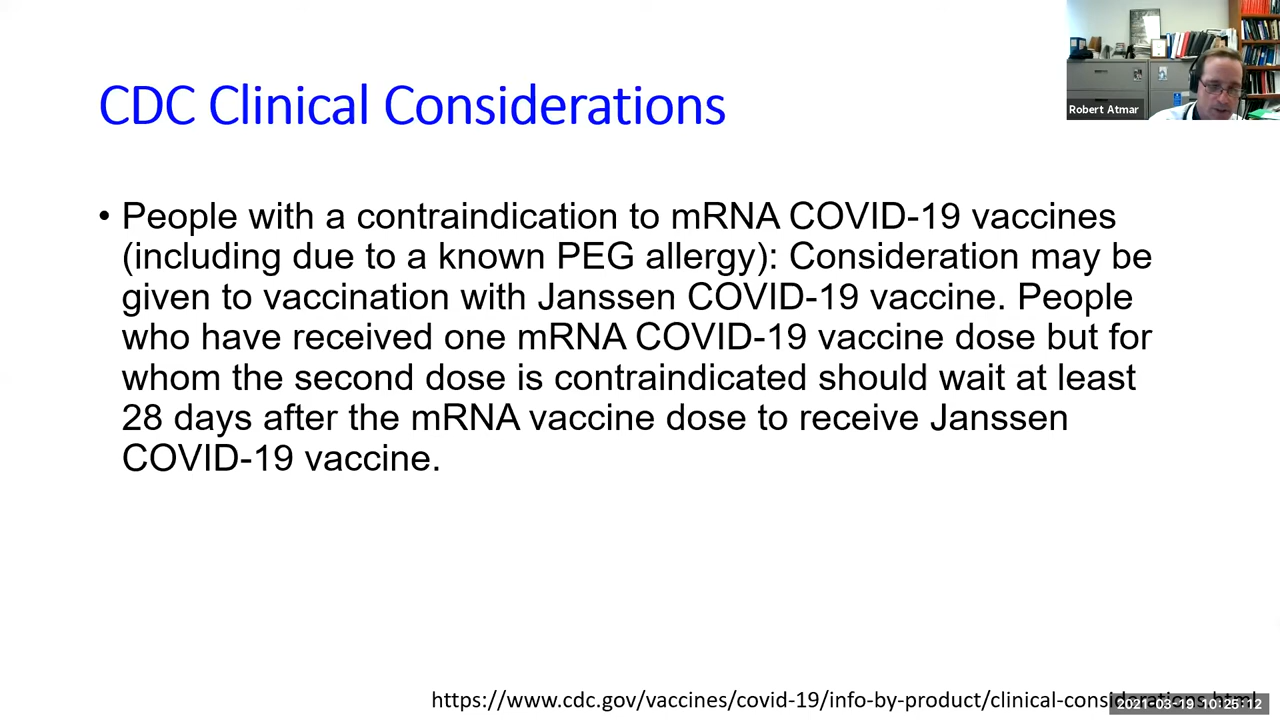 CDC Clinical Considerations
Robert Atmar
• People with a contraindication to mRNA COVID-19 vaccines
(including due to a known PEG allergy): Consideration may be
given to vaccination with Janssen COVID-19 vaccine. People
who have received one mRNA COVID-19 vaccine dose but for
whom the second dose is contraindicated should wait at least
28 days after the mRNA vaccine dose to receive Janssen
COVID-19 vaccine.
https://www.cdc.gov/vaccines/covid-19/info-by-product/clinical-considerations.html
2021-03-19 10:25:12